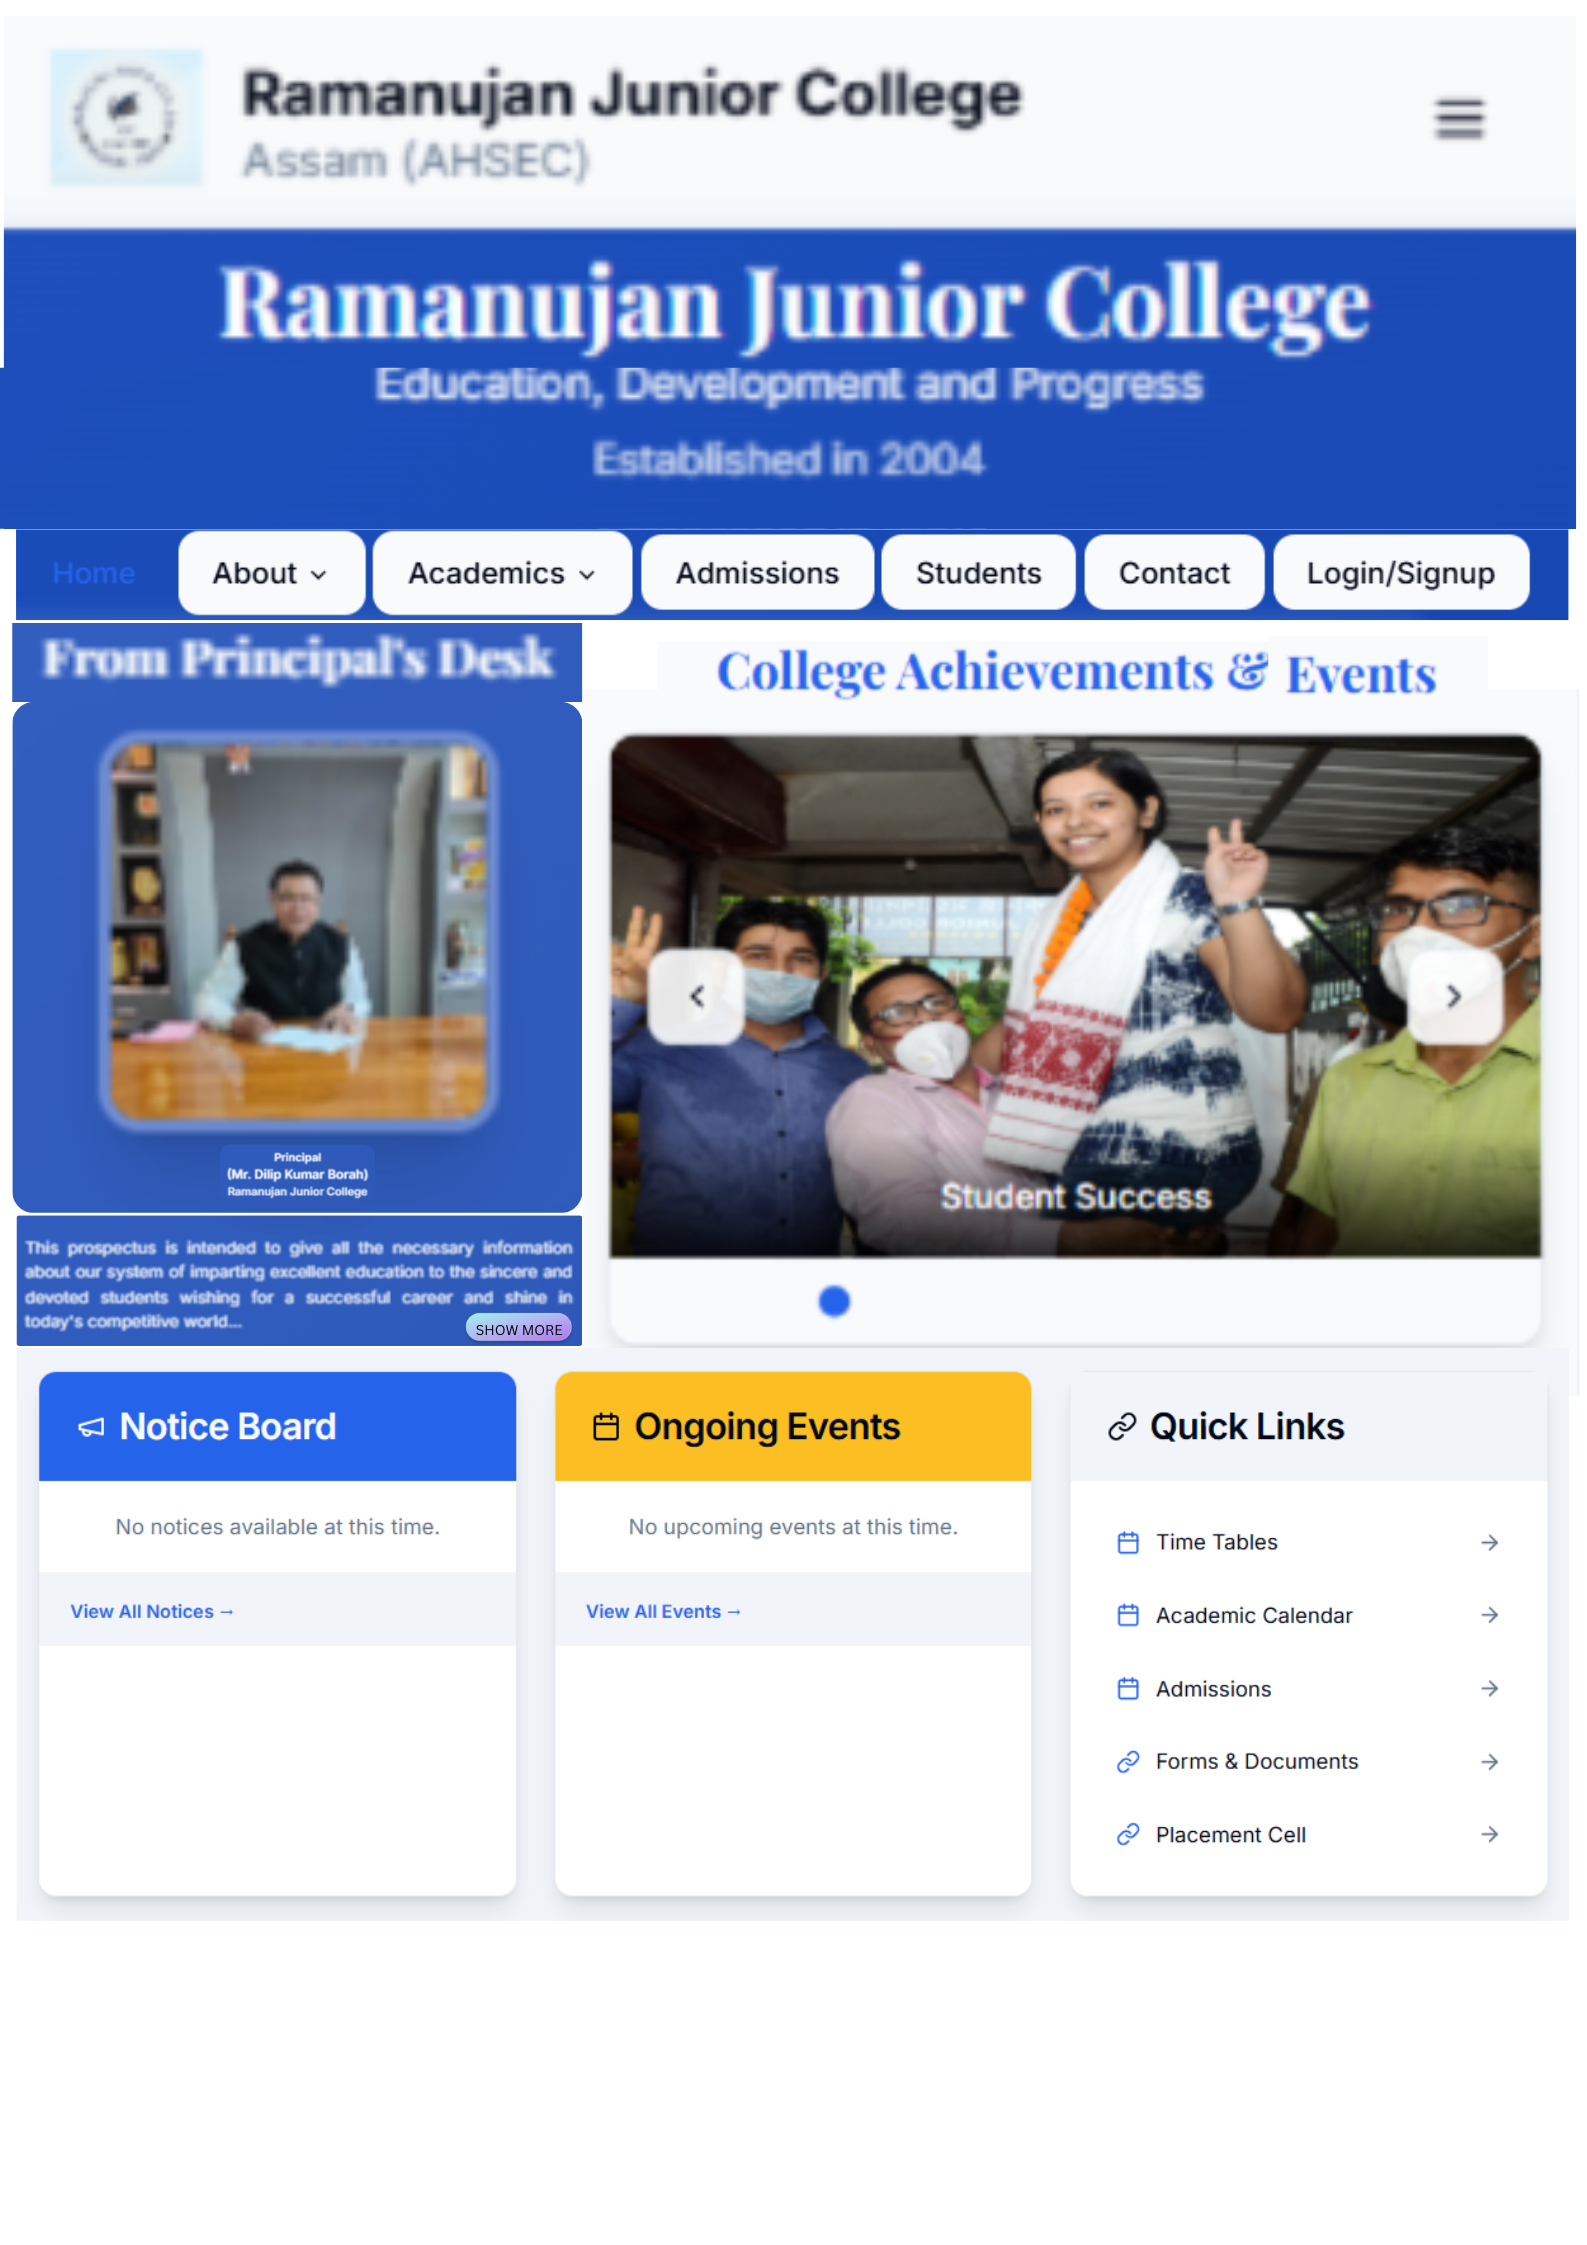 Ramanujan Junior College
Assam (AHSEC)
Ramanujan Junior College
Education, Development and Progress
Established in 2004
Home
About
Academics
Admissions
Students
Contact
Login/Signup
From Principal's Desk
Principal
(Mr. Dilip Kumar Borah)
Ramanujan Junior College
This prospectus is intended to give all the necessary information
about our system of imparting excellent education to the sincere and
devoted students wishing for a successful career and shine in
today's competitive world...
SHOW MORE
College Achievements & Events
Student Success
Notice Board
No notices available at this time.
View All Notices →
Ongoing Events
No upcoming events at this time.
View All Events →
Quick Links
Time Tables
Academic Calendar
Admissions
Forms & Documents
Placement Cell